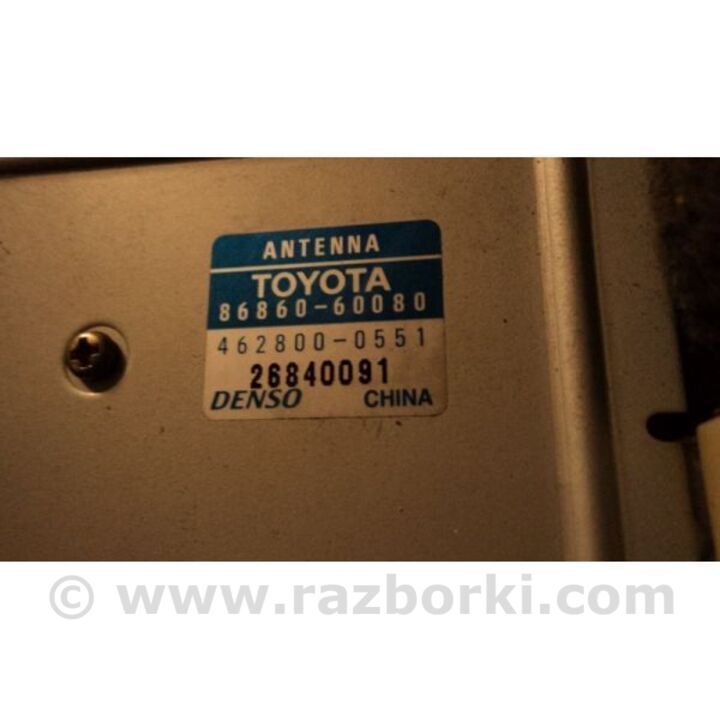 ANTENNA
TOYOTA
86860-60080
462800-0551
26840091
DENSO CHINA
© www.razborki.com